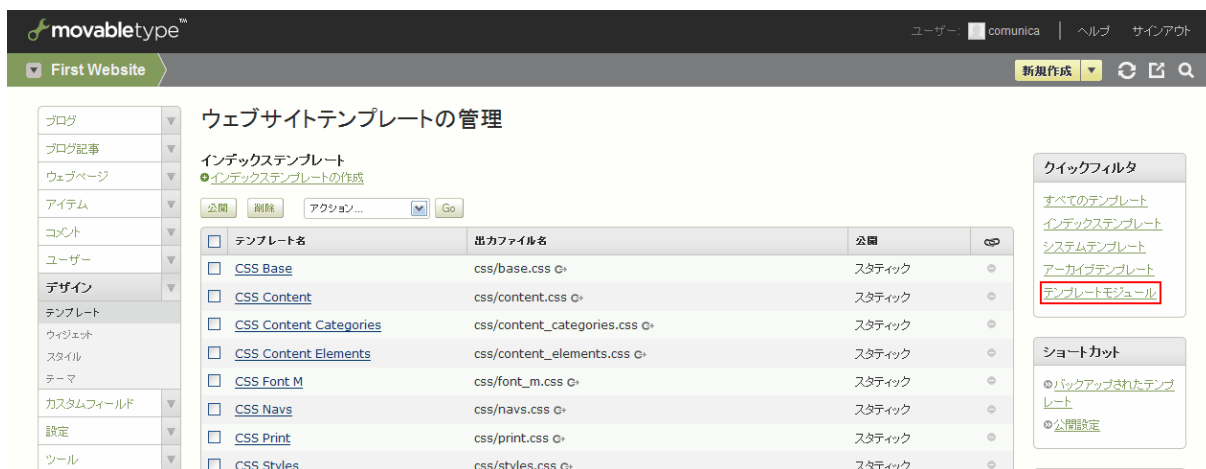 movabletype™
ユーザー: comunica | ヘルプ サインアウト
First Website
新規作成
ブログ
ブログ記事
ウェブページ
アイテム
コメント
ユーザー
デザイン
テンプレート
ウィジェット
スタイル
テーマ
カスタムフィールド
設定
ツール
ウェブサイトテンプレートの管理
インデックステンプレート
インデックステンプレートの作成
公開 削除 アクション... Go
テンプレート名 出力ファイル名 公開
CSS Base css/base.css スタティック
CSS Content css/content.css スタティック
CSS Content Categories css/content_categories.css スタティック
CSS Content Elements css/content_elements.css スタティック
CSS Font M css/font_m.css スタティック
CSS Navs css/navs.css スタティック
CSS Print css/print.css スタティック
CSS Styles css/styles.css スタティック
クイックフィルタ
すべてのテンプレート
インデックステンプレート
システムテンプレート
アーカイブテンプレート
テンプレートモジュール
ショートカット
バックアップされたテンプ
レート
公開設定